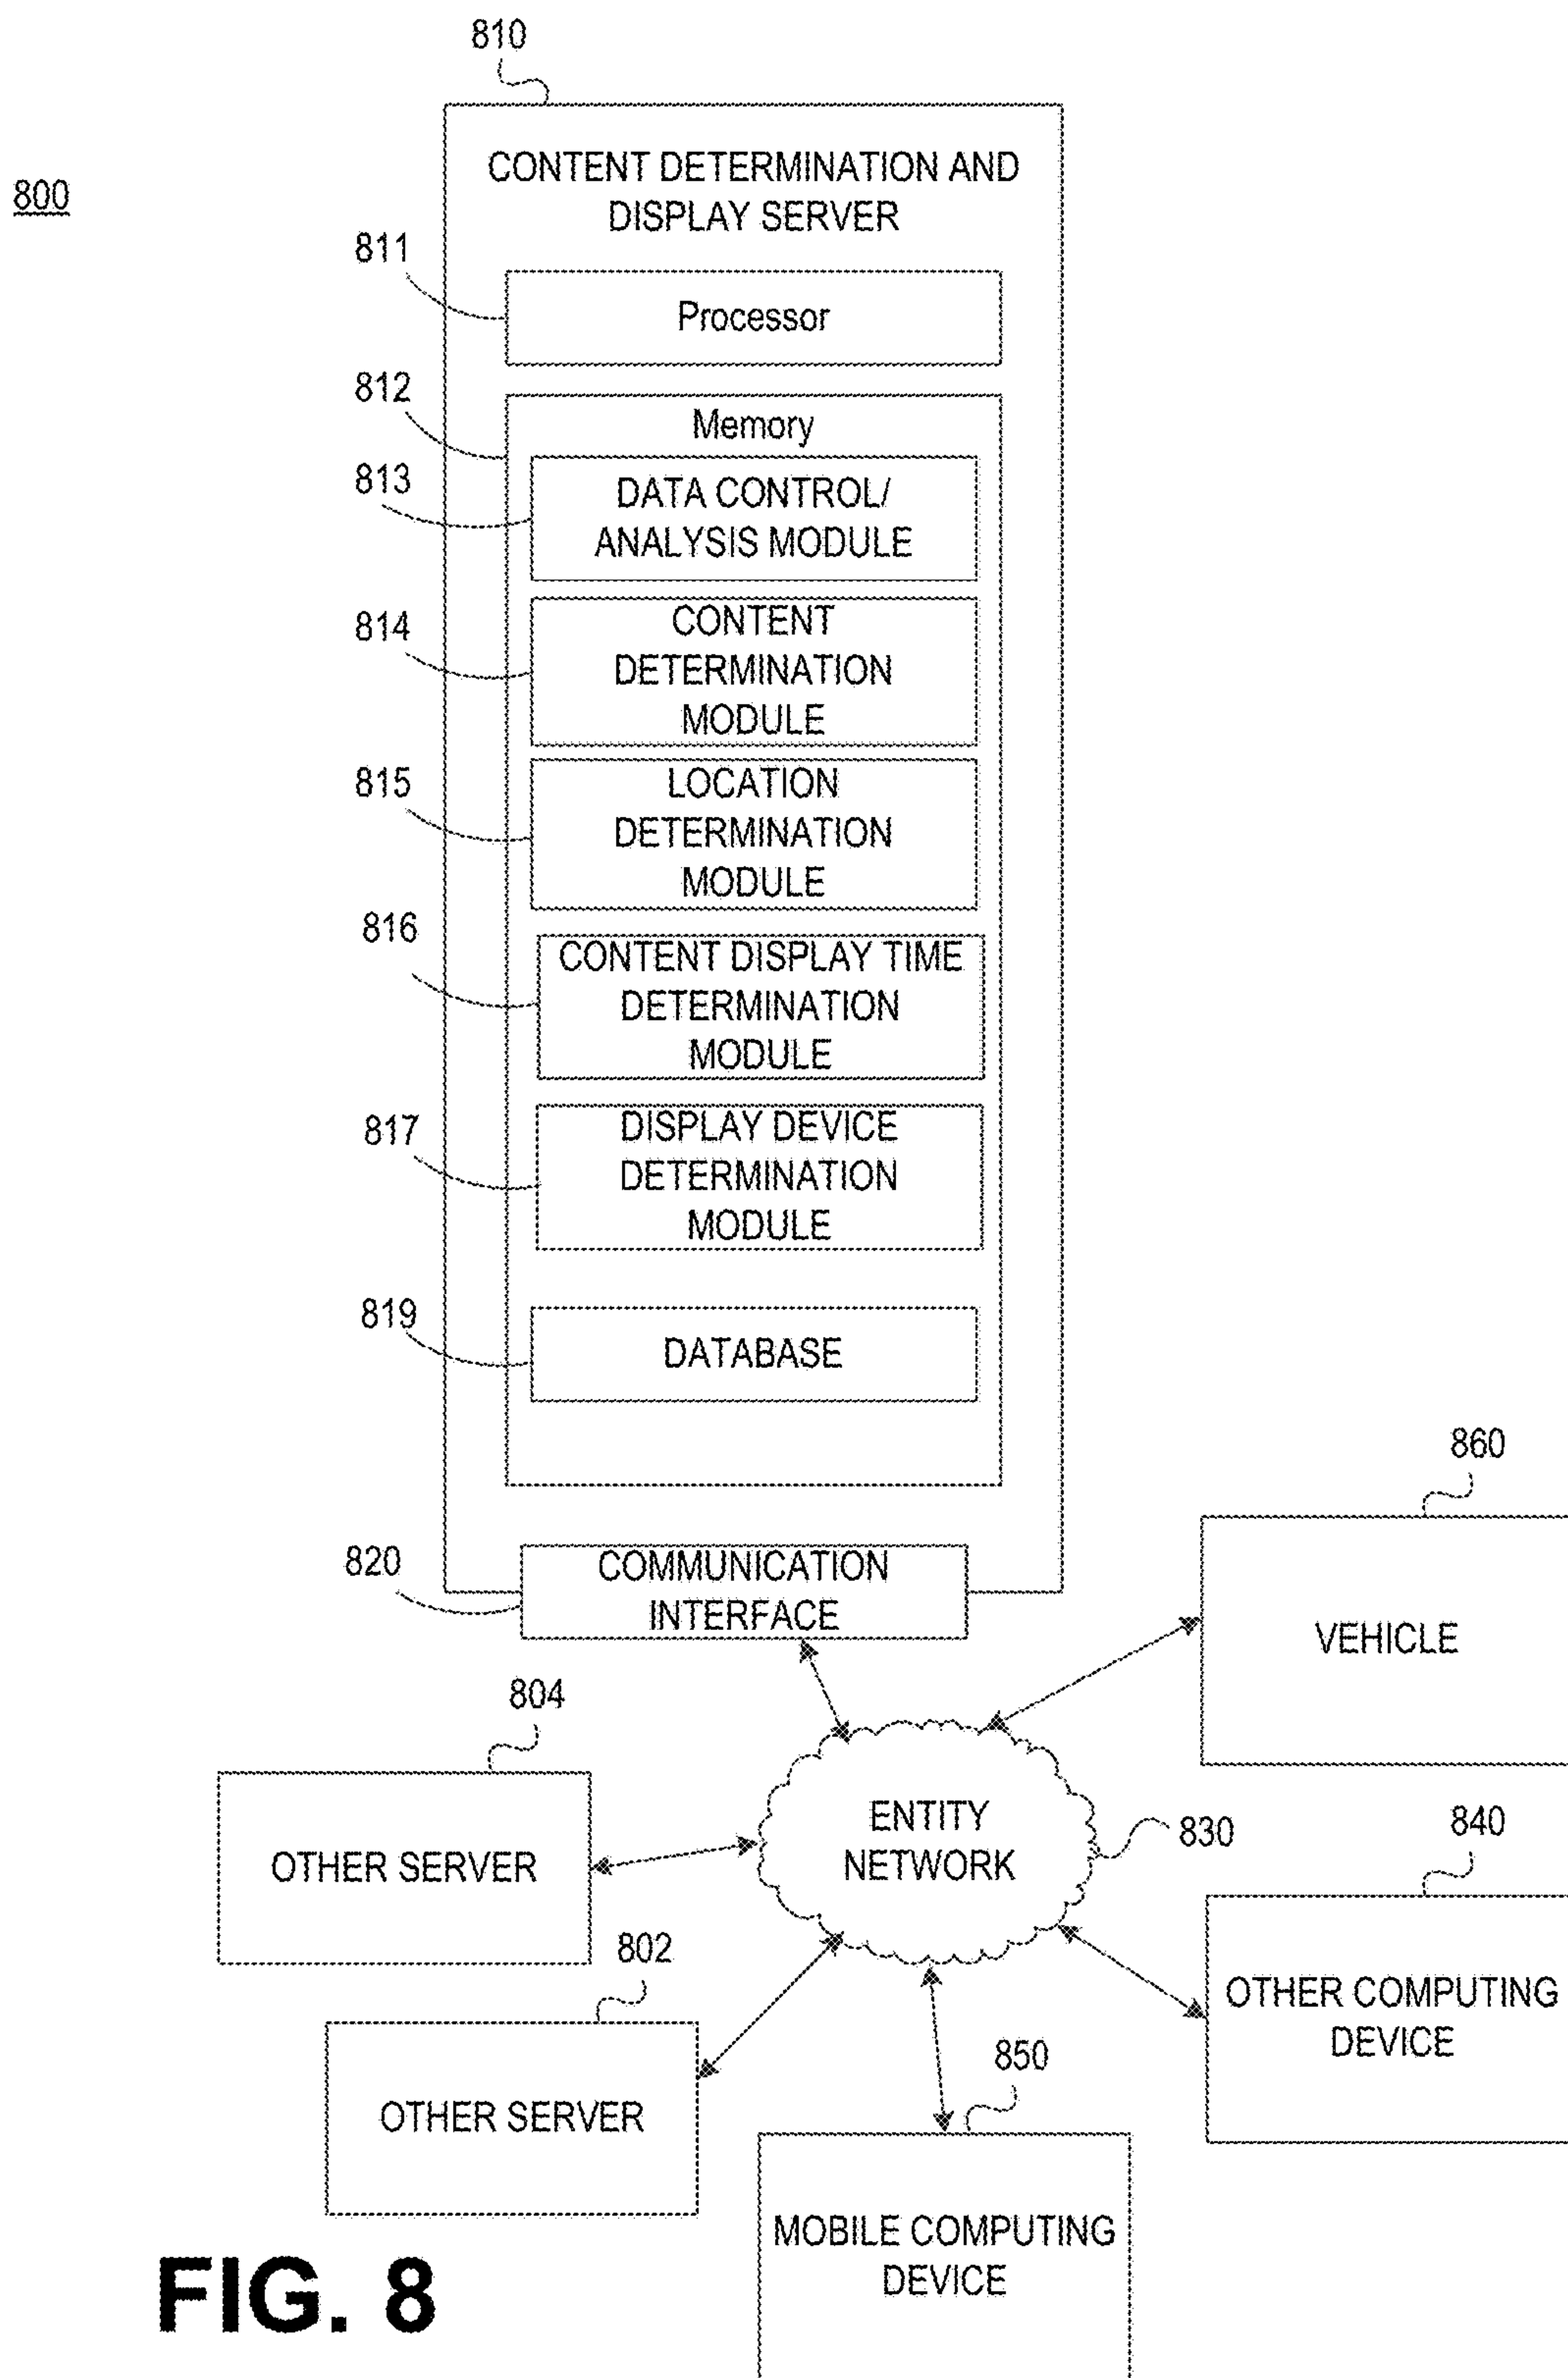 810
800
CONTENT DETERMINATION AND
DISPLAY SERVER
811
Processor
812
Memory
813
DATA CONTROL/
ANALYSIS MODULE
814
CONTENT
DETERMINATION
MODULE
815
LOCATION
DETERMINATION
MODULE
816
CONTENT DISPLAY TIME
DETERMINATION
MODULE
817
DISPLAY DEVICE
DETERMINATION
MODULE
819
DATABASE
820
COMMUNICATION
INTERFACE
860
VEHICLE
804
OTHER SERVER
ENTITY
NETWORK
830
840
OTHER COMPUTING
DEVICE
802
OTHER SERVER
850
MOBILE COMPUTING
DEVICE
FIG. 8